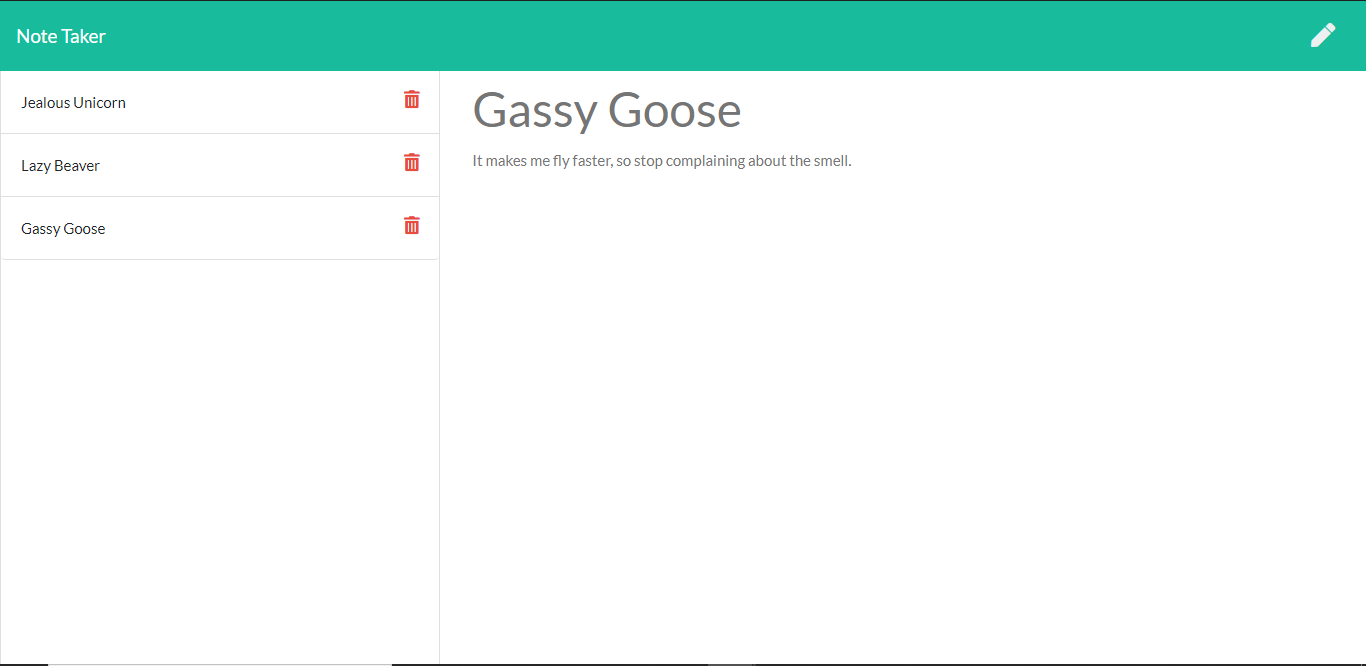 Note Taker
Jealous Unicorn
Lazy Beaver
Gassy Goose
Gassy Goose
It makes me fly faster, so stop complaining about the smell.